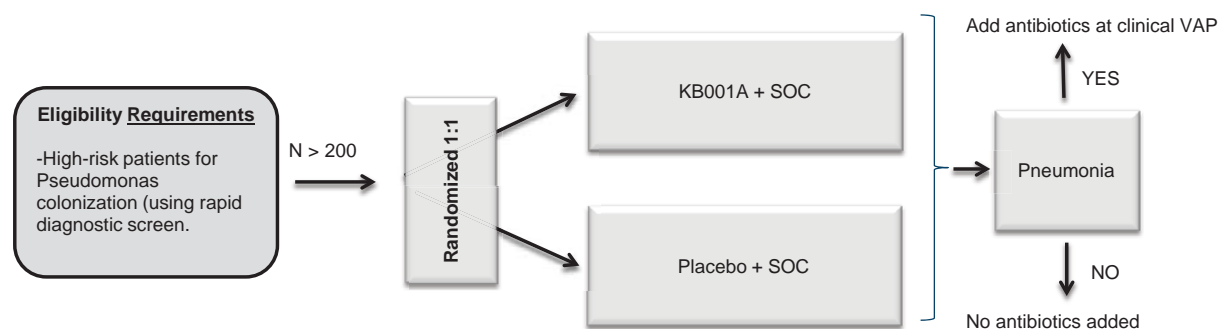 Eligibility Requirements
-High-risk patients for
Pseudomonas
colonization (using rapid
diagnostic screen.
N > 200
Randomized 1:1
KB001A + SOC
Placebo + SOC
Add antibiotics at clinical VAP
YES
Pneumonia
NO
No antibiotics added